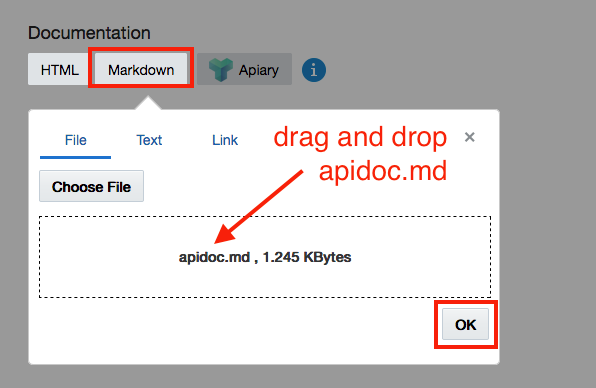 Documentation
HTML Markdown Apiary i
File Text Link drag and drop ×
apidoc.md
Choose File
apidoc.md , 1.245 KBytes
OK